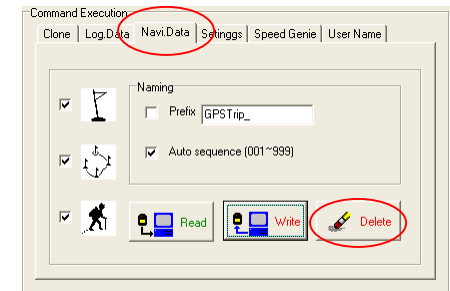 Command Execution
Clone Log.Data Navi.Data Setinggs Speed Genie User Name
Naming
Prefix GPSTrip_
Auto sequence (001~999)
Read Write Delete